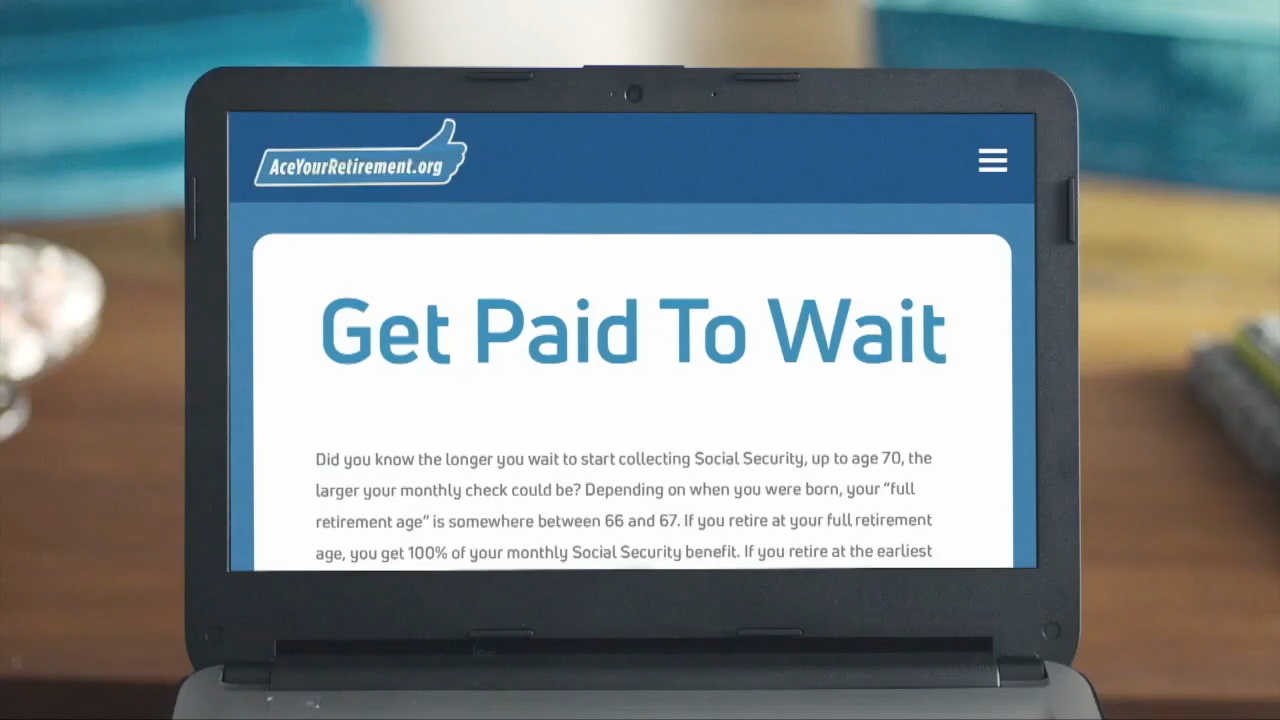 AceYourRetirement.org
Get Paid To Wait
Did you know the longer you wait to start collecting Social Security, up to age 70, the
larger your monthly check could be? Depending on when you were born, your “full
retirement age” is somewhere between 66 and 67. If you retire at your full retirement
age, you get 100% of your monthly Social Security benefit. If you retire at the earliest